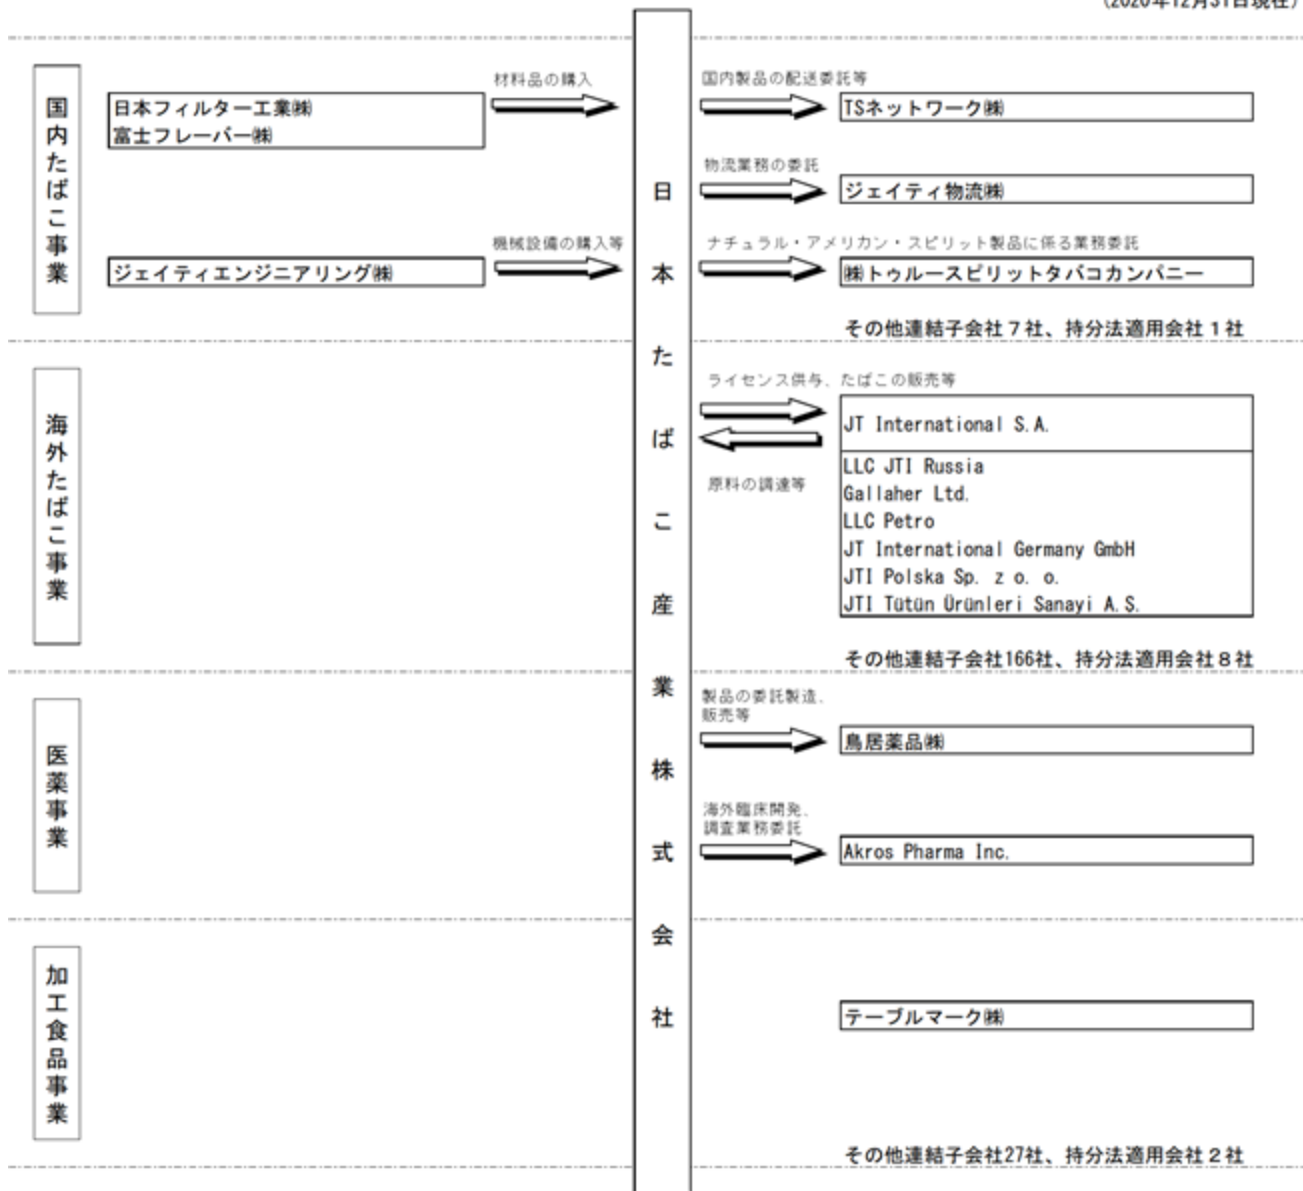 (2020年12月31日現在)
国内たばこ事業
材料品の購入
日本フィルター工業㈱
富士フレーバー㈱
機械設備の購入等
ジェイティエンジニアリング㈱
日本たばこ産業株式会社
国内製品の配送委託等
TSネットワーク㈱
物流業務の委託
ジェイティ物流㈱
ナチュラル・アメリカン・スピリット製品に係る業務委託
㈱トゥルースピリットタバコカンパニー
その他連結子会社7社、持分法適用会社1社
海外たばこ事業
ライセンス供与、たばこの販売等
JT International S.A.
原料の調達等
LLC JTI Russia
Gallaher Ltd.
LLC Petro
JT International Germany GmbH
JTI Polska Sp. z o. o.
JTI Tütün Ürünleri Sanayi A.Ş.
その他連結子会社166社、持分法適用会社8社
医薬事業
製品の委託製造、
販売等
鳥居薬品㈱
海外臨床開発、
調査業務委託
Akros Pharma Inc.
加工食品事業
テーブルマーク㈱
その他連結子会社27社、持分法適用会社2社